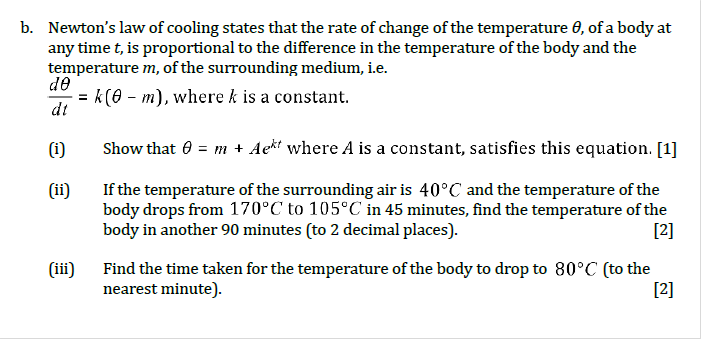 b. Newton's law of cooling states that the rate of change of the temperature θ, of a body at
any time t, is proportional to the difference in the temperature of the body and the
temperature m, of the surrounding medium, i.e.
dθ/dt = k(θ – m), where k is a constant.
(i) Show that θ = m + Ae^{kt} where A is a constant, satisfies this equation. [1]
(ii) If the temperature of the surrounding air is 40°C and the temperature of the
body drops from 170°C to 105°C in 45 minutes, find the temperature of the
body in another 90 minutes (to 2 decimal places). [2]
(iii) Find the time taken for the temperature of the body to drop to 80°C (to the
nearest minute). [2]